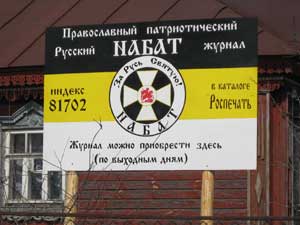 Православный патриотический
Русский НАБАТ журнал
За Русь Святую!
индекс
81702
в каталоге
Роспечать
НАБАТ
Журнал можно приобрести здесь
(по выходным дням)